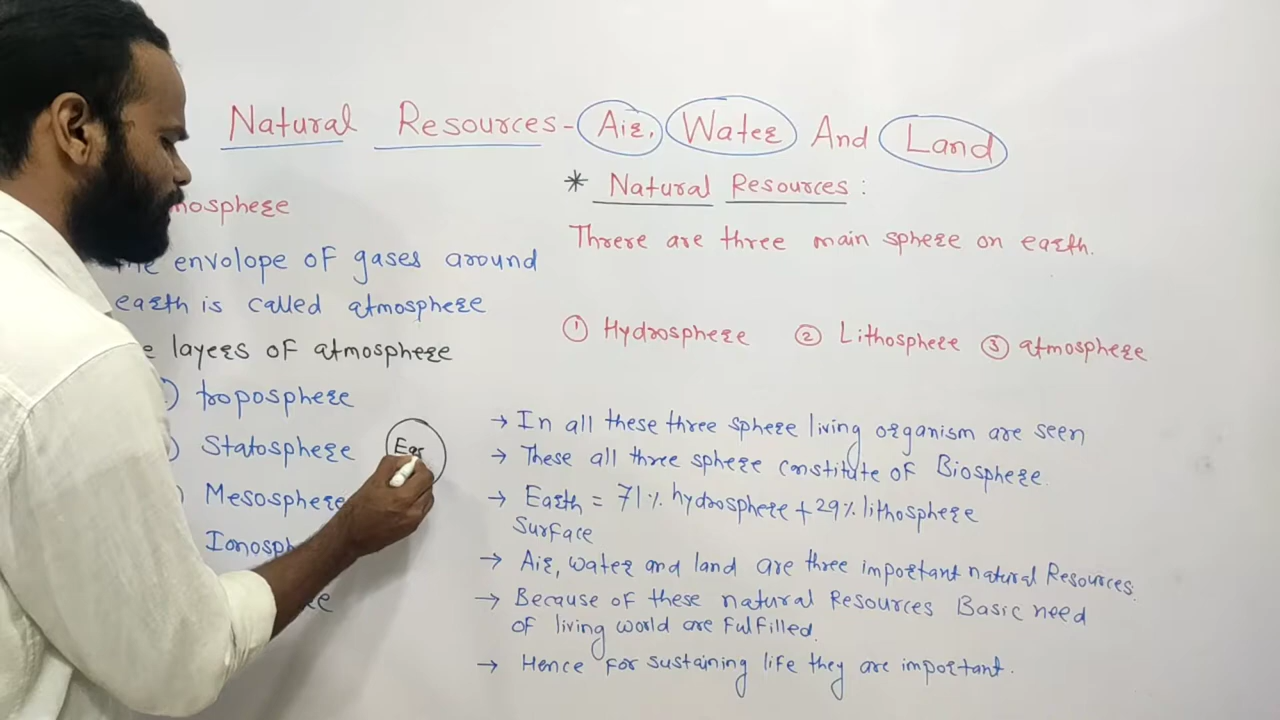 Natural Resources - Air, Water And Land
* Natural Resources :
Threre are three main sphere on earth.
① Hydrosphere ② Lithosphere ③ atmosphere
→ In all these three sphere living organism are seen
→ These all three sphere constitute of Biosphere.
→ Earth = 71% hydrosphere + 29% lithosphere
Surface
→ Air, water and land are three important natural Resources.
→ Because of these natural Resources Basic need
of living world are fulfilled.
→ Hence for sustaining life they are important.
envolope of gases around
earth is called atmosphere
layers of atmosphere
troposphere
Statosphere
Mesosphere